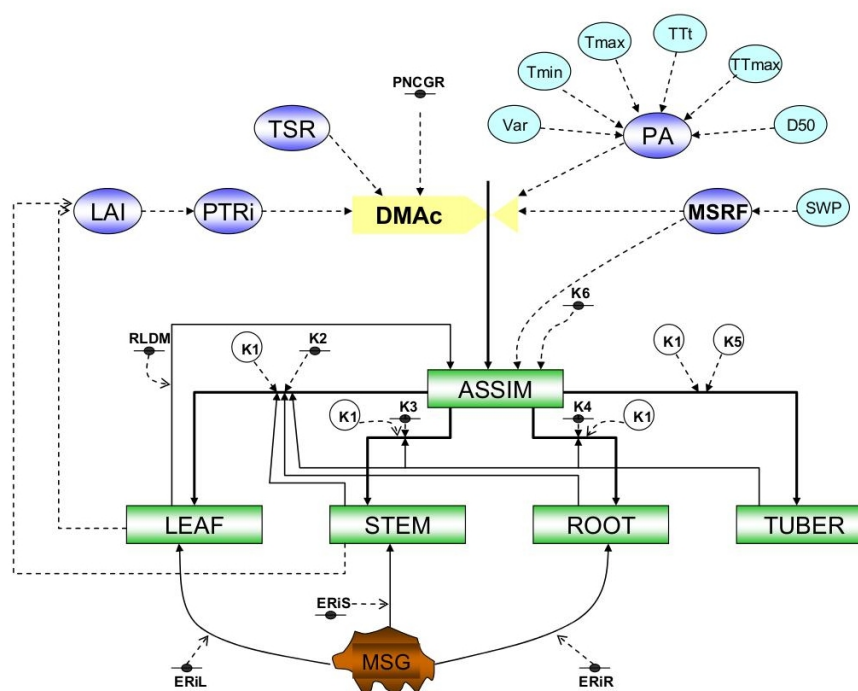 Tmax
TTt
TTmax
Tmin
PNCGR
Var
TSR
PA
D50
LAI
PTRi
DMAc
MSRF
SWP
K6
RLDM
K1
K2
K1
K5
ASSIM
K1
K3
K4
K1
LEAF
STEM
ROOT
TUBER
ERiS
MSG
ERiL
ERiR